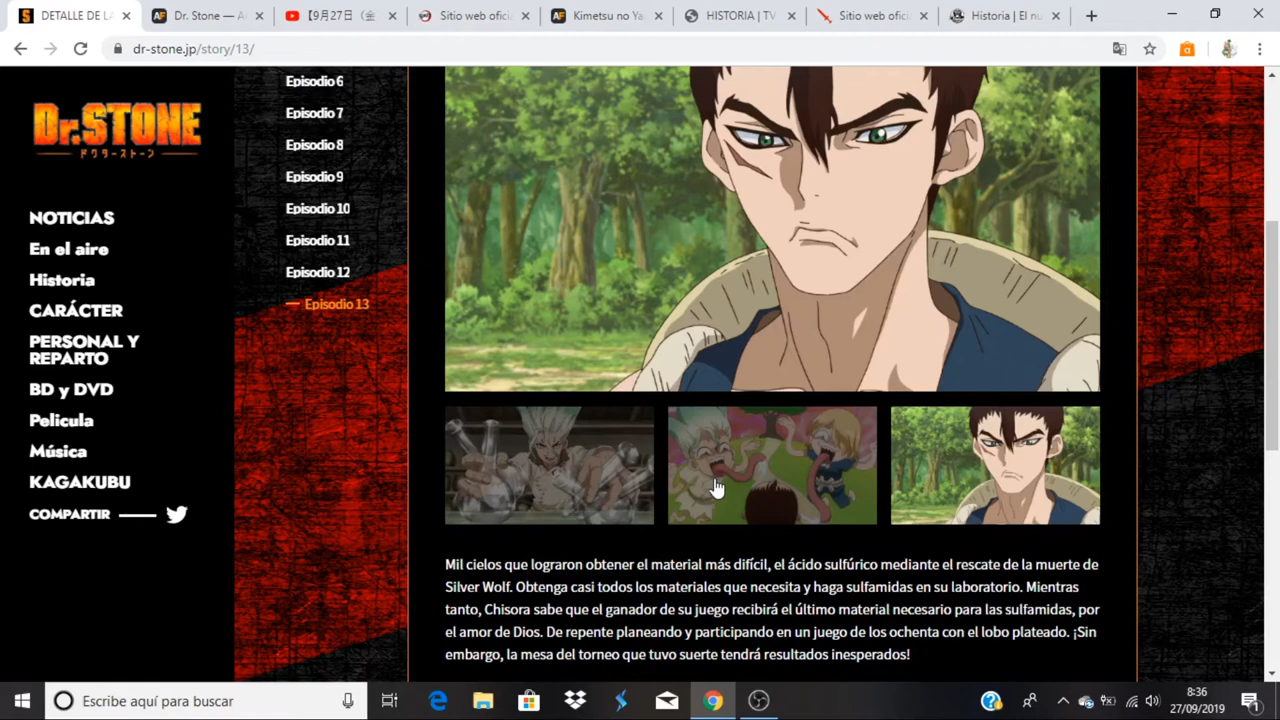 DETALLE DE LA
Dr. Stone — A
【9月27日（金
Sitio web ofici
Kimetsu no Ya
HISTORIA | TV
Sitio web ofici
Historia | El nu
dr-stone.jp/story/13/
Dr.STONE
ドクターストーン
NOTICIAS
En el aire
Historia
CARÁCTER
PERSONAL Y
REPARTO
BD y DVD
Pelicula
Música
KAGAKUBU
COMPARTIR
Episodio 6
Episodio 7
Episodio 8
Episodio 9
Episodio 10
Episodio 11
Episodio 12
Episodio 13
Mil cielos que lograron obtener el material más difícil, el ácido sulfúrico mediante el rescate de la muerte de
Silver Wolf. Obtenga casi todos los materiales que necesita y haga sulfamidas en su laboratorio. Mientras
tanto, Chisora sabe que el ganador de su juego recibirá el último material necesario para las sulfamidas, por
el amor de Dios. De repente planeando y participando en un juego de los ochenta con el lobo plateado. ¡Sin
embargo, la mesa del torneo que tuvo suerte tendrá resultados inesperados!
Escribe aquí para buscar
8:36
27/09/2019